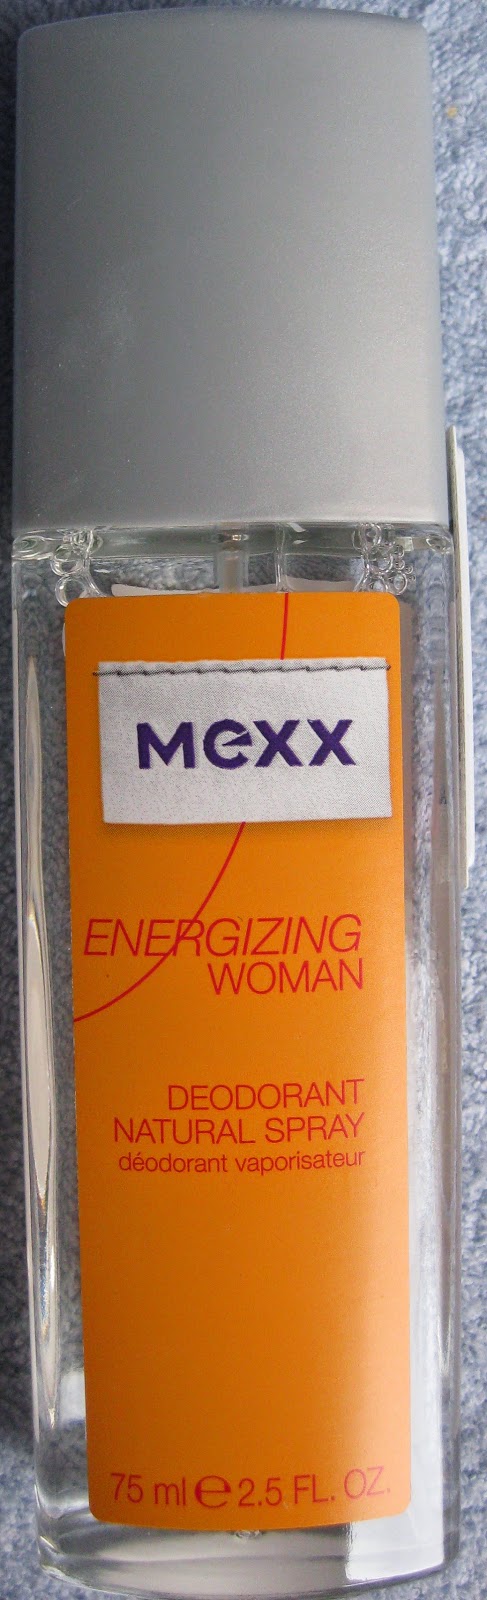 MEXX
ENERGIZING
WOMAN
DEODORANT
NATURAL SPRAY
déodorant vaporisateur
75 ml ℮ 2.5 FL. OZ.